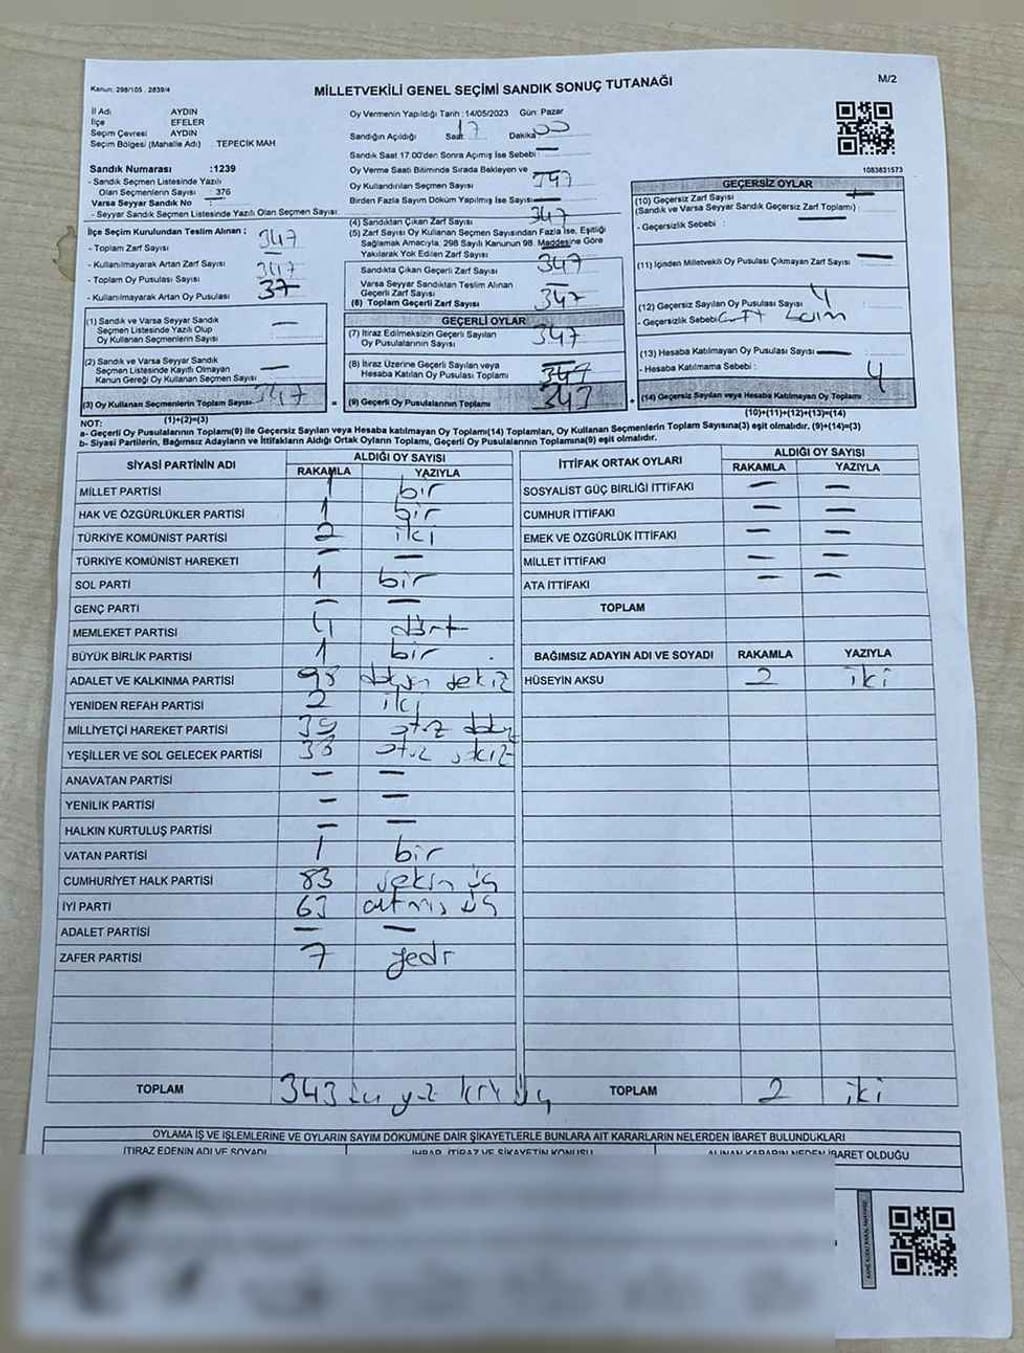 Kanun: 298/105 , 2839/4
MİLLETVEKİLİ GENEL SEÇİMİ SANDIK SONUÇ TUTANAĞI
M/2
İl Adı AYDIN
İlçe EFELER
Seçim Çevresi AYDIN
Seçim Bölgesi (Mahalle Adı) : TEPECİK MAH
Sandık Numarası :1239
- Sandık Seçmen Listesinde Yazılı
Olan Seçmenlerin Sayısı : 376
Varsa Seyyar Sandık No :
- Seyyar Sandık Seçmen Listesinde Yazılı Olan Seçmen Sayısı:
İlçe Seçim Kurulundan Teslim Alınan ;
- Toplam Zarf Sayısı 347
- Kullanılmayarak Artan Zarf Sayısı —
- Toplam Oy Pusulası Sayısı 347
- Kullanılmayarak Artan Oy Pusulası 37
(1) Sandık ve Varsa Seyyar Sandık
Seçmen Listesinde Yazılı Olup
Oy Kullanan Seçmenlerin Sayısı —
(2) Sandık ve Varsa Seyyar Sandık
Seçmen Listesinde Kayıtlı Olmayan
Kanun Gereği Oy Kullanan Seçmen Sayısı —
(3) Oy Kullanan Seçmenlerin Toplam Sayısı 347
(1)+(2)=(3)
Oy Vermenin Yapıldığı Tarih :14/05/2023 Gün: Pazar
Sandığın Açıldığı Saat 17 Dakika 00
Sandık Saat 17.00'den Sonra Açımış İse Sebebi : —
Oy Verme Saati Bitiminde Sırada Bekleyen ve
Oy Kullandırılan Seçmen Sayısı 347
Birden Fazla Sayım Döküm Yapılmış İse Sayısı —
(4) Sandıktan Çıkan Zarf Sayısı 347
(5) Zarf Sayısı Oy Kullanan Seçmen Sayısından Fazla İse, Eşitliği
Sağlamak Amacıyla, 298 Sayılı Kanunun 98. Maddesine Göre
Yakılarak Yok Edilen Zarf Sayısı —
Sandıkta Çıkan Geçerli Zarf Sayısı 347
Varsa Seyyar Sandıktan Teslim Alınan
Geçerli Zarf Sayısı —
(6) Toplam Geçerli Zarf Sayısı 347
GEÇERLİ OYLAR
(7) İtiraz Edilmeksizin Geçerli Sayılan
Oy Pusulalarının Sayısı 347
(8) İtiraz Üzerine Geçerli Sayılan veya
Hesaba Katılan Oy Pusulası Toplamı
(9) Geçerli Oy Pusulalarının Toplamı 343
1083831573
GEÇERSİZ OYLAR
(10) Geçersiz Zarf Sayısı —
(Sandık ve Varsa Seyyar Sandık Geçersiz Zarf Toplamı) :
- Geçersizlik Sebebi : —
(11) İçinden Milletvekili Oy Pusulası Çıkmayan Zarf Sayısı —
(12) Geçersiz Sayılan Oy Pusulası Sayısı 4
- Geçersizlik Sebebi:
(13) Hesaba Katılmayan Oy Pusulası Sayısı —
- Hesaba Katılmama Sebebi :
(14) Geçersiz Sayılan veya Hesaba Katılmayan Oy Toplamı 4
(10)+(11)+(12)+(13)=(14)
NOT:
a- Geçerli Oy Pusulalarının Toplamı(9) ile Geçersiz Sayılan veya Hesaba katılmayan Oy Toplamı(14) Toplamları, Oy Kullanan Seçmenlerin Toplam Sayısına(3) eşit olmalıdır. (9)+(14)=(3)
b- Siyasi Partilerin, Bağımsız Adayların ve İttifakların Aldığı Ortak Oyların Toplamı, Geçerli Oy Pusulalarının Toplamına(9) eşit olmalıdır.
SİYASİ PARTİNİN ADI ALDIĞI OY SAYISI
RAKAMLA YAZIYLA
MİLLET PARTİSİ 1 bir
HAK VE ÖZGÜRLÜKLER PARTİSİ 1 bir
TÜRKİYE KOMÜNİST PARTİSİ 2 iki
TÜRKİYE KOMÜNİST HAREKETİ — —
SOL PARTİ 1 bir
GENÇ PARTİ — —
MEMLEKET PARTİSİ 4 dört
BÜYÜK BİRLİK PARTİSİ 1 bir
ADALET VE KALKINMA PARTİSİ 98 doksan sekiz
YENİDEN REFAH PARTİSİ 2 iki
MİLLİYETÇİ HAREKET PARTİSİ 39 otuz dokuz
YEŞİLLER VE SOL GELECEK PARTİSİ 38 otuz sekiz
ANAVATAN PARTİSİ — —
YENİLİK PARTİSİ — —
HALKIN KURTULUŞ PARTİSİ — —
VATAN PARTİSİ 1 bir
CUMHURİYET HALK PARTİSİ 83 seksen üç
İYİ PARTİ 63 atmış üç
ADALET PARTİSİ — —
ZAFER PARTİSİ 7 yedi
TOPLAM 343 üç yüz kırk üç
İTTİFAK ORTAK OYLARI ALDIĞI OY SAYISI
RAKAMLA YAZIYLA
SOSYALİST GÜÇ BİRLİĞİ İTTİFAKI — —
CUMHUR İTTİFAKI — —
EMEK VE ÖZGÜRLÜK İTTİFAKI — —
MİLLET İTTİFAKI — —
ATA İTTİFAKI — —
TOPLAM
BAĞIMSIZ ADAYIN ADI VE SOYADI RAKAMLA YAZIYLA
HÜSEYİN AKSU 2 iki
TOPLAM 2 iki
OYLAMA İŞ VE İŞLEMLERİNE VE OYLARIN SAYIM DÖKÜMÜNE DAİR ŞİKAYETLERLE BUNLARA AİT KARARLARIN NELERDEN İBARET BULUNDUKLARI
İTİRAZ EDENİN ADI VE SOYADI İHBAR, İTİRAZ VE ŞİKAYETİN KONUSU ALINAN KARARIN NEDEN İBARET OLDUĞU